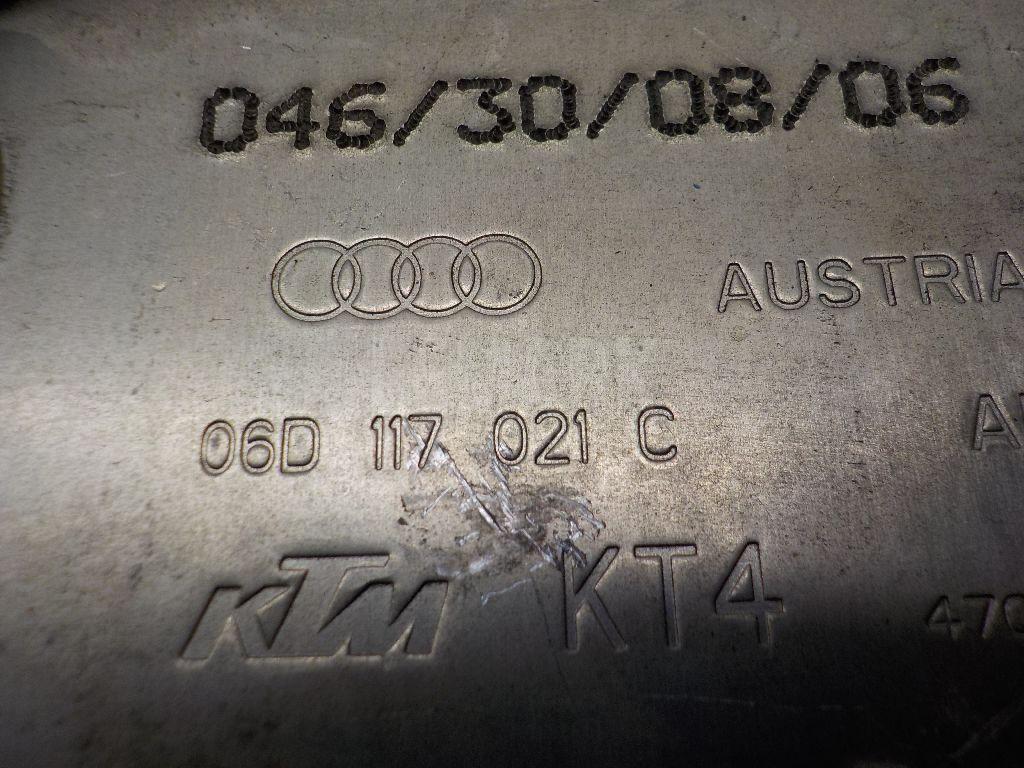 046/30/08/06
AUSTRIA
06D 117 021 C
KTM KT4